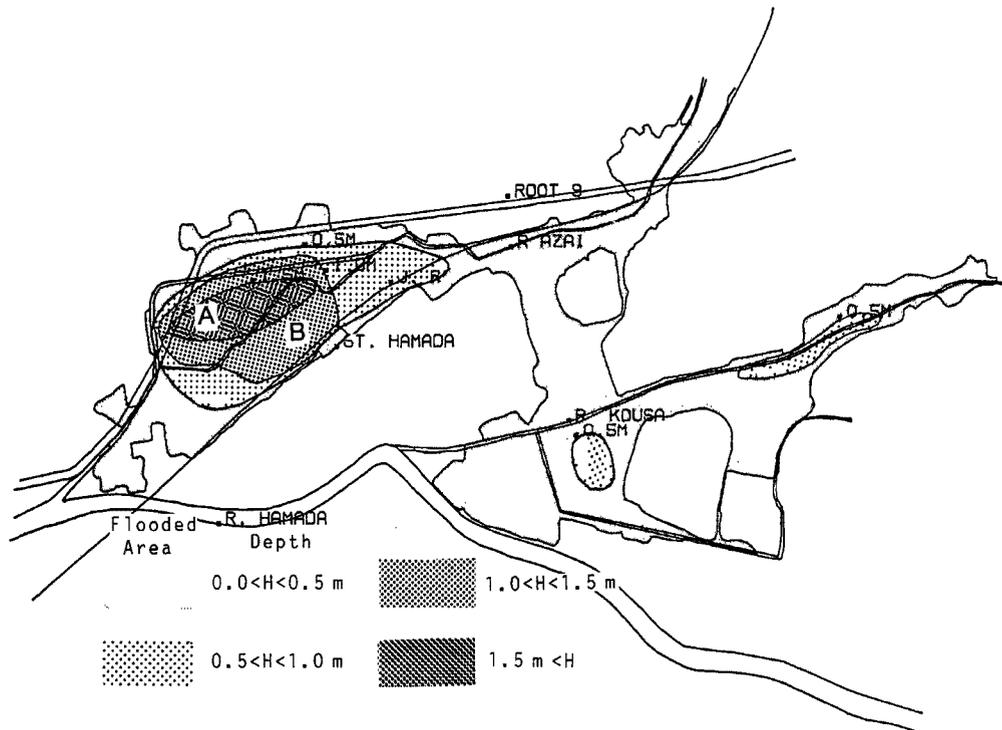 .ROOT 9
.0.5M
.R AZAI
J. R
A
B
ST. HAMADA
.0.5M
.R. KOUSA
.0.5M
.R. HAMADA
Flooded
Area
Depth
0.0<H<0.5 m
1.0<H<1.5 m
0.5<H<1.0 m
1.5 m <H